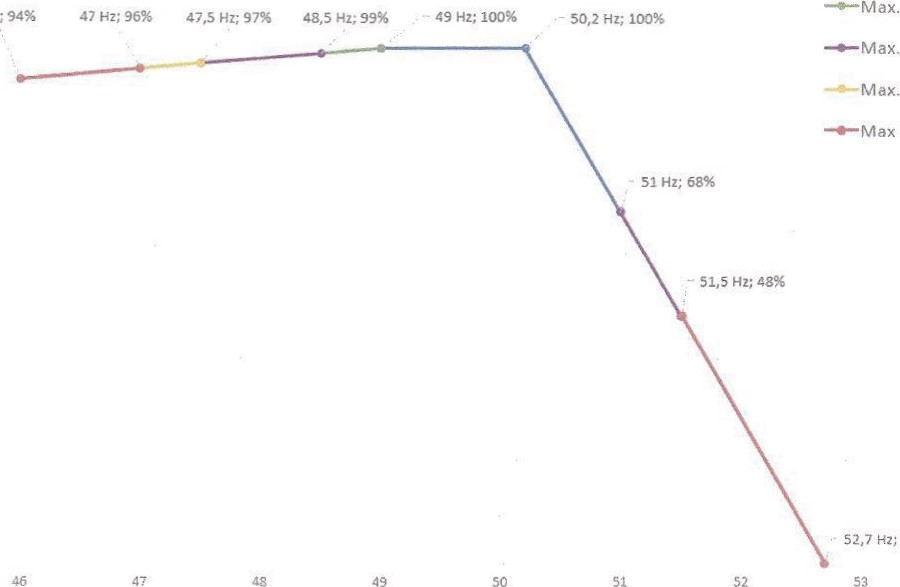 ; 94%
47 Hz; 96%
47,5 Hz; 97%
48,5 Hz; 99%
49 Hz; 100%
50,2 Hz; 100%
Max.
Max.
Max.
Max
51 Hz; 68%
51,5 Hz; 48%
52,7 Hz;
46 47 48 49 50 51 52 53